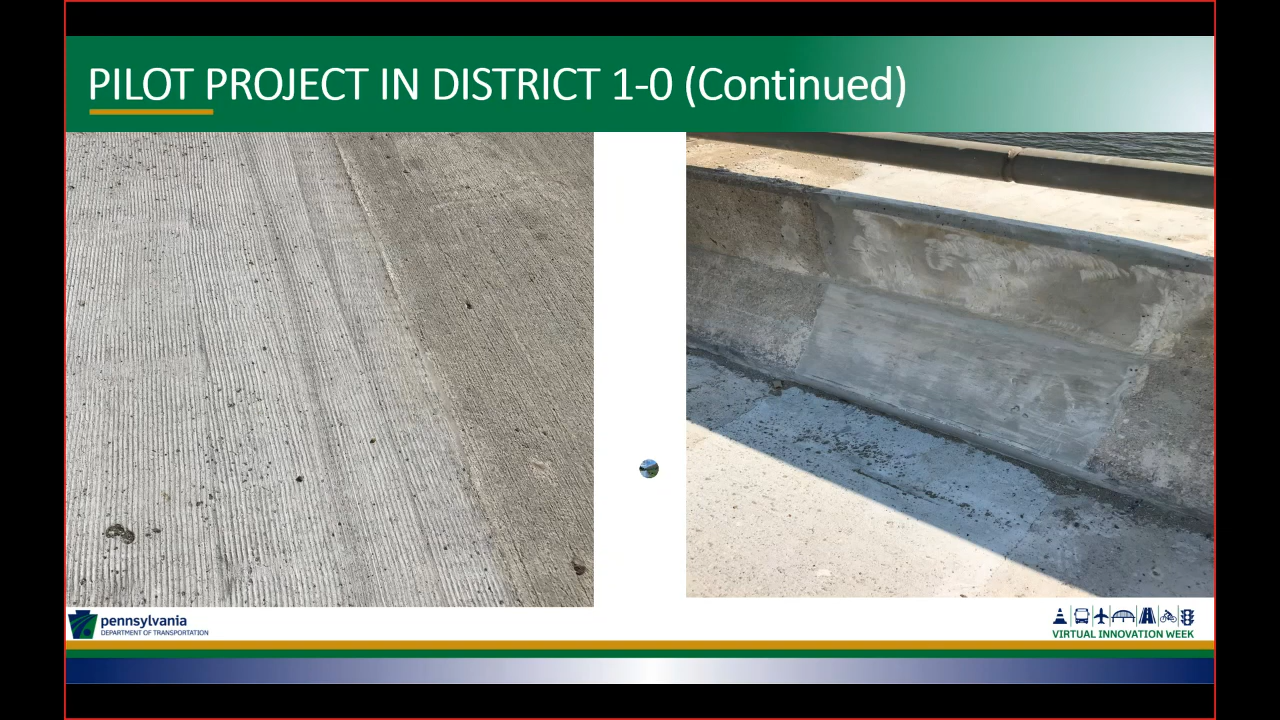 PILOT PROJECT IN DISTRICT 1-0 (Continued)
pennsylvania
DEPARTMENT OF TRANSPORTATION
VIRTUAL INNOVATION WEEK